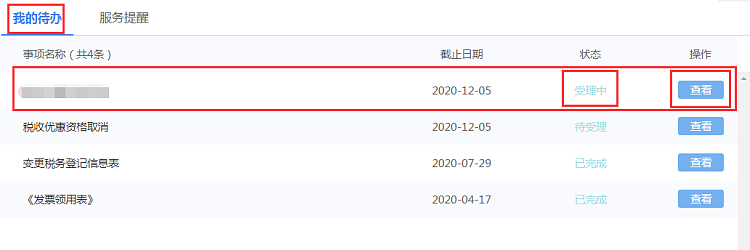 我的待办 服务提醒
事项名称（共4条） 截止日期 状态 操作
2020-12-05 受理中 查看
税收优惠资格取消 2020-12-05 待受理 查看
变更税务登记信息表 2020-07-29 已完成 查看
《发票领用表》 2020-04-17 已完成 查看